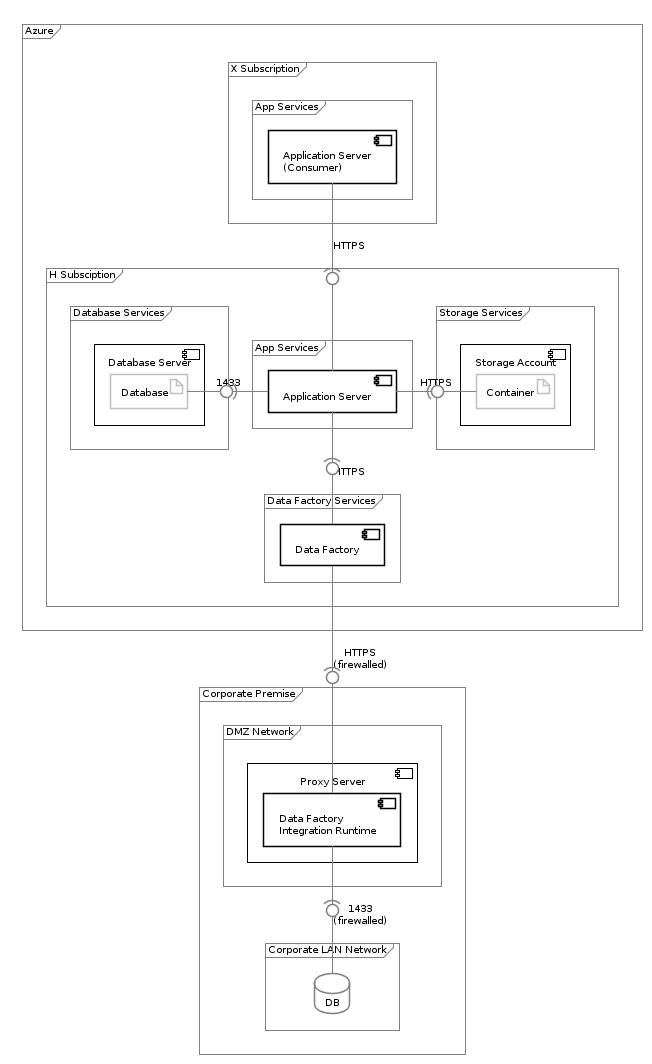 Azure
X Subscription
App Services
Application Server
(Consumer)
HTTPS
H Subsciption
Database Services
Database Server
Database
1433
App Services
Application Server
HTTPS
Storage Services
Storage Account
Container
HTTPS
Data Factory Services
Data Factory
HTTPS
(firewalled)
Corporate Premise
DMZ Network
Proxy Server
Data Factory
Integration Runtime
1433
(firewalled)
Corporate LAN Network
DB